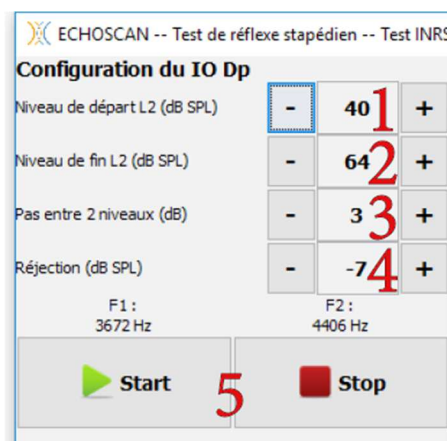 ECHOSCAN -- Test de réflexe stapédien -- Test INRS
Configuration du IO Dp
Niveau de départ L2 (dB SPL) - 40 1 +
Niveau de fin L2 (dB SPL) - 64 2 +
Pas entre 2 niveaux (dB) - 3 3 +
Réjection (dB SPL) - -7 4 +
F1 : F2 :
3672 Hz 4406 Hz
Start 5 Stop